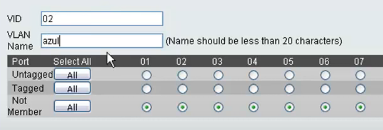 VID 02
VLAN Name azul (Name should be less than 20 characters)
Port Select All 01 02 03 04 05 06 07
Untagged All
Tagged All
Not Member All